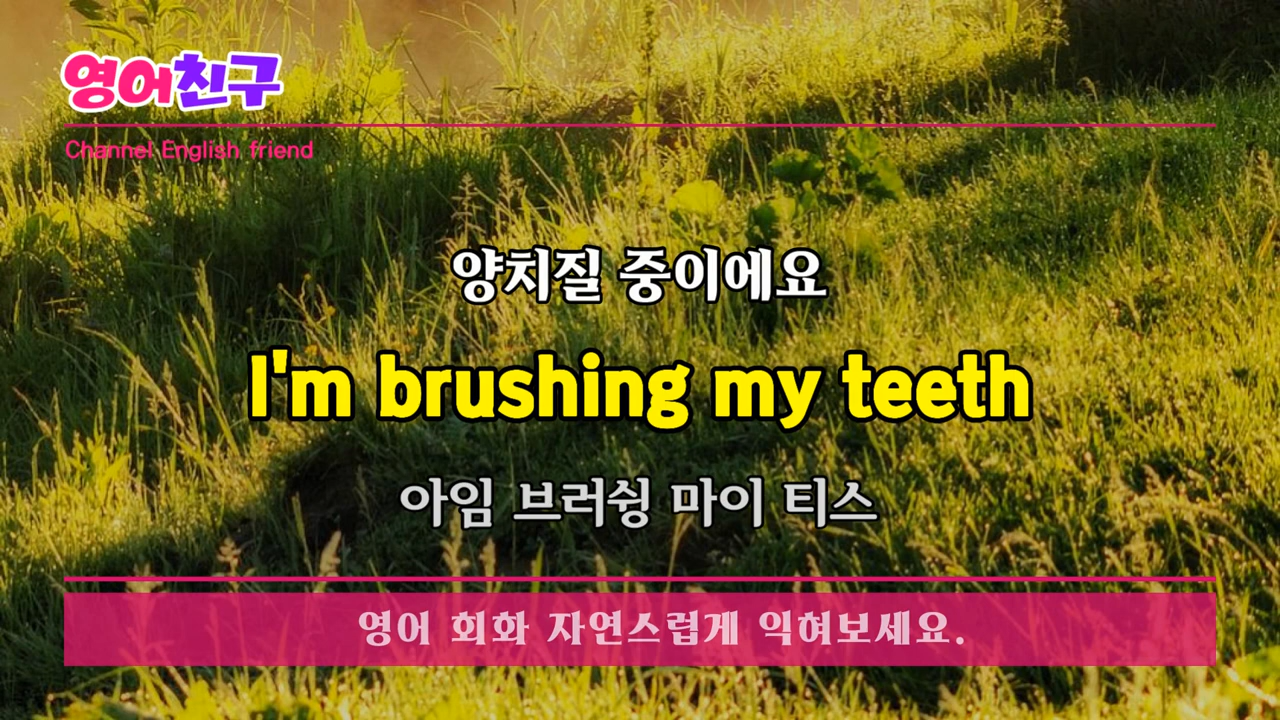 영어친구
Channel English friend
양치질 중이에요
I'm brushing my teeth
아임 브러슁 마이 티스
영어 회화 자연스럽게 익혀보세요.